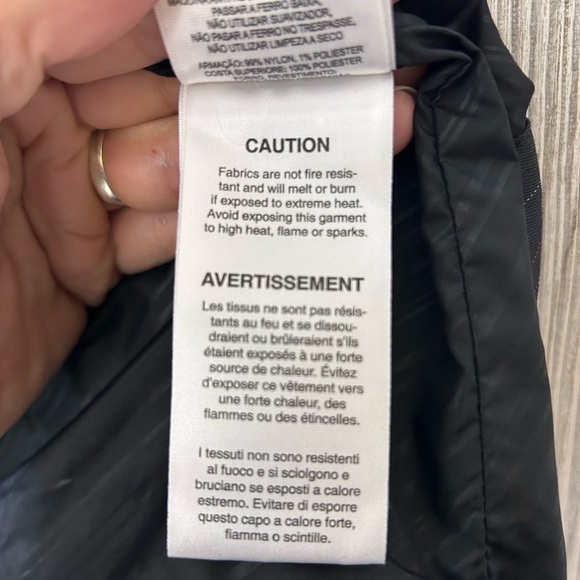 PASSAR A FERRO BAIXA,
NÃO UTILIZAR SUAVIZADOR,
NÃO PASAR A FERRO NO TRESPASSE,
NÃO UTILIZAR LIMPEZA A SECO
ARMAÇÃO: 99% NYLON, 1% POLIESTER
COSTA SUPERIORE: 100% POLIESTER
CAUTION
Fabrics are not fire resis-
tant and will melt or burn
if exposed to extreme heat.
Avoid exposing this garment
to high heat, flame or sparks.
AVERTISSEMENT
Les tissus ne sont pas résis-
tants au feu et se dissou-
draient ou brûleraient s'ils
étaient exposés à une forte
source de chaleur. Évitez
d'exposer ce vêtement vers
une forte chaleur, des
flammes ou des étincelles.
I tessuti non sono resistenti
al fuoco e si sciolgono e
bruciano se esposti a calore
estremo. Evitare di esporre
questo capo a calore forte,
fiamma o scintille.